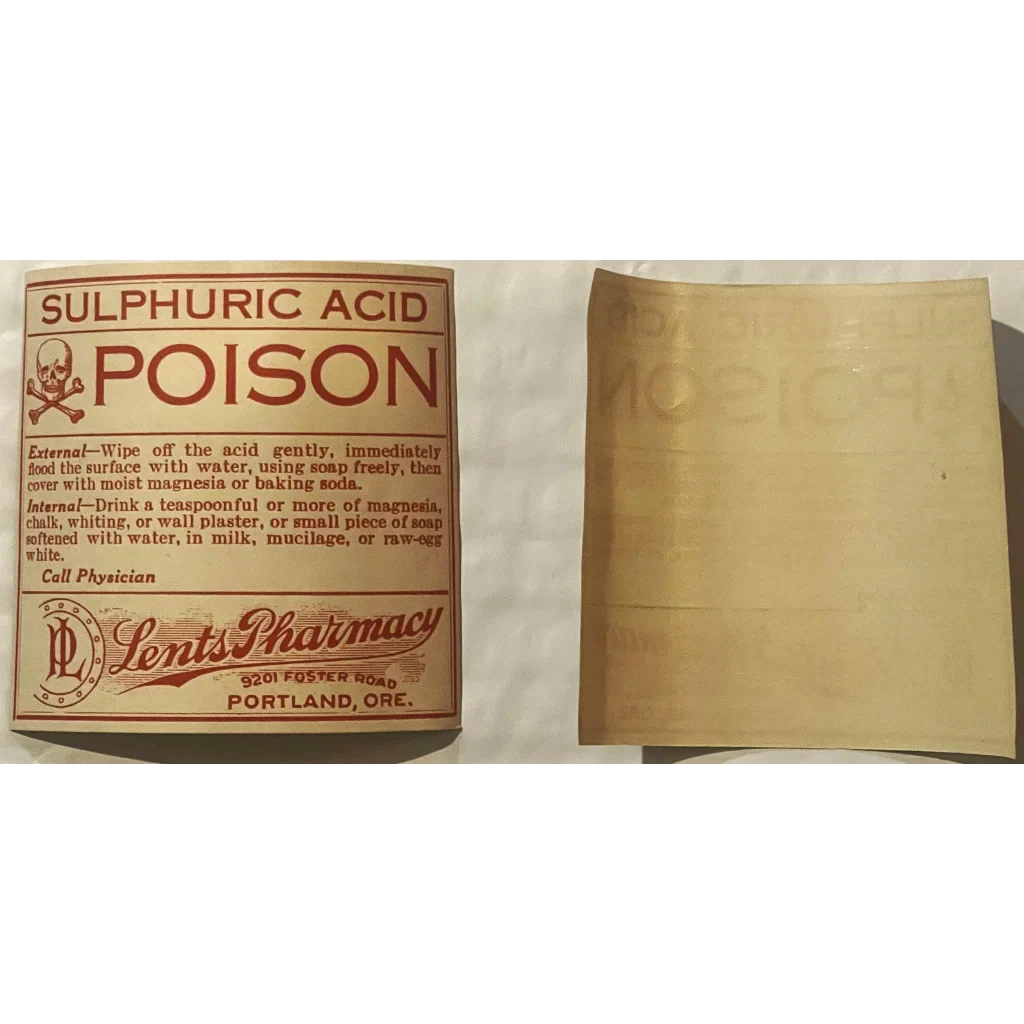 SULPHURIC ACID
POISON
External—Wipe off the acid gently, immediately
flood the surface with water, using soap freely, then
cover with moist magnesia or baking soda.
Internal—Drink a teaspoonful or more of magnesia,
chalk, whiting, or wall plaster, or small piece of soap
softened with water, in milk, mucilage, or raw-egg
white.
Call Physician
Lents Pharmacy
9201 FOSTER ROAD
PORTLAND, ORE.